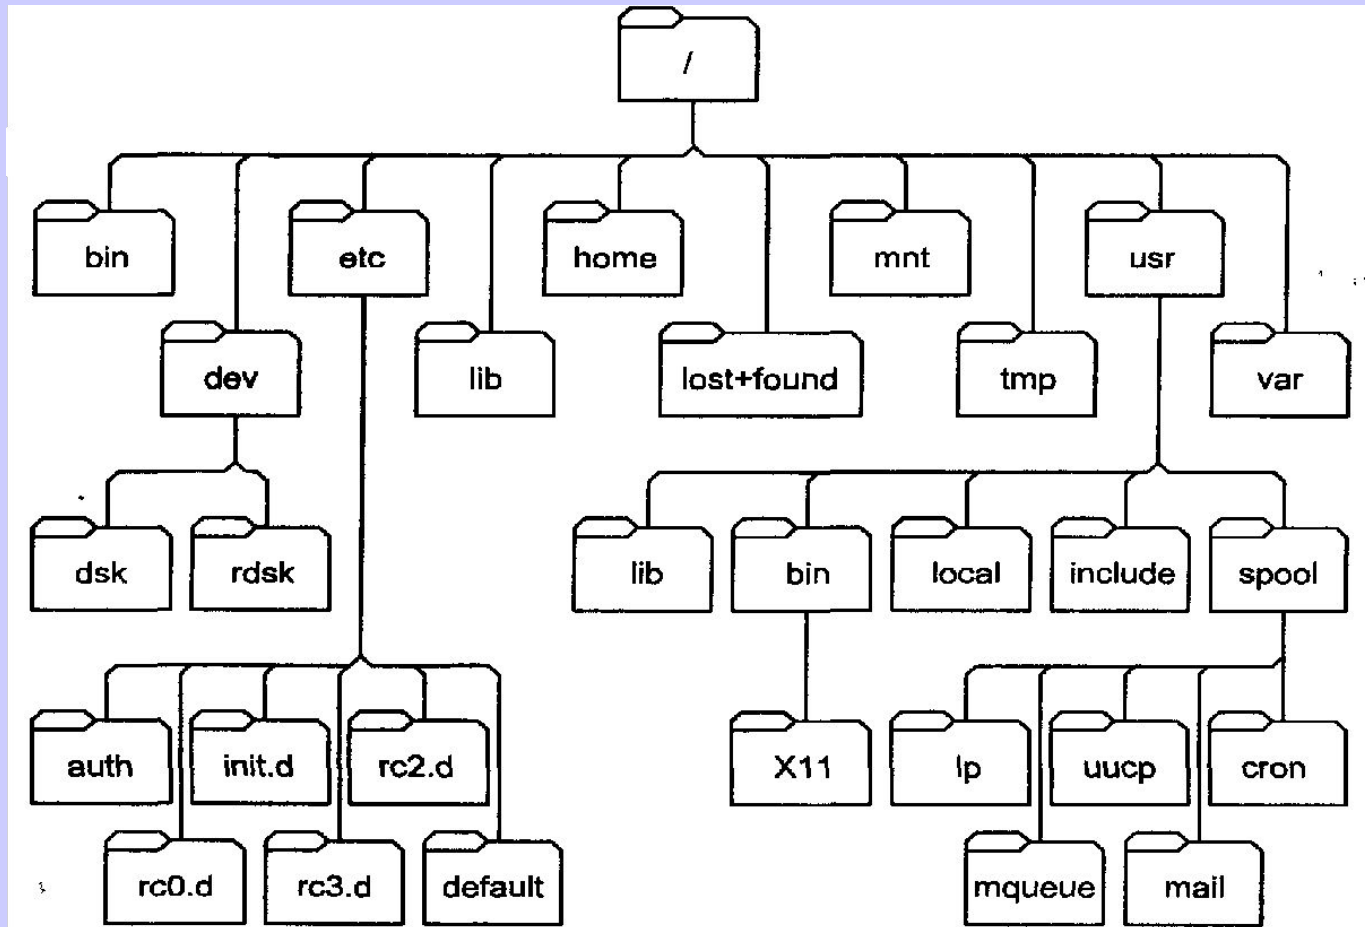 /
bin
etc
home
mnt
usr
dev
lib
lost+found
tmp
var
dsk
rdsk
lib
bin
local
include
spool
auth
init.d
rc2.d
X11
lp
uucp
cron
rc0.d
rc3.d
default
mqueue
mail